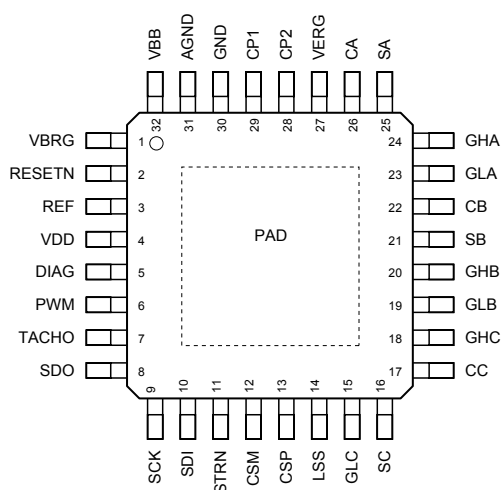 VBB
AGND
GND
CP1
CP2
VERG
CA
SA
32
31
30
29
28
27
26
25
VBRG 1 24 GHA
RESETN 2 23 GLA
REF 3 22 CB
VDD 4 21 SB
PAD
DIAG 5 20 GHB
PWM 6 19 GLB
TACHO 7 18 GHC
SDO 8 17 CC
9
10
11
12
13
14
15
16
SCK
SDI
STRN
CSM
CSP
LSS
GLC
SC